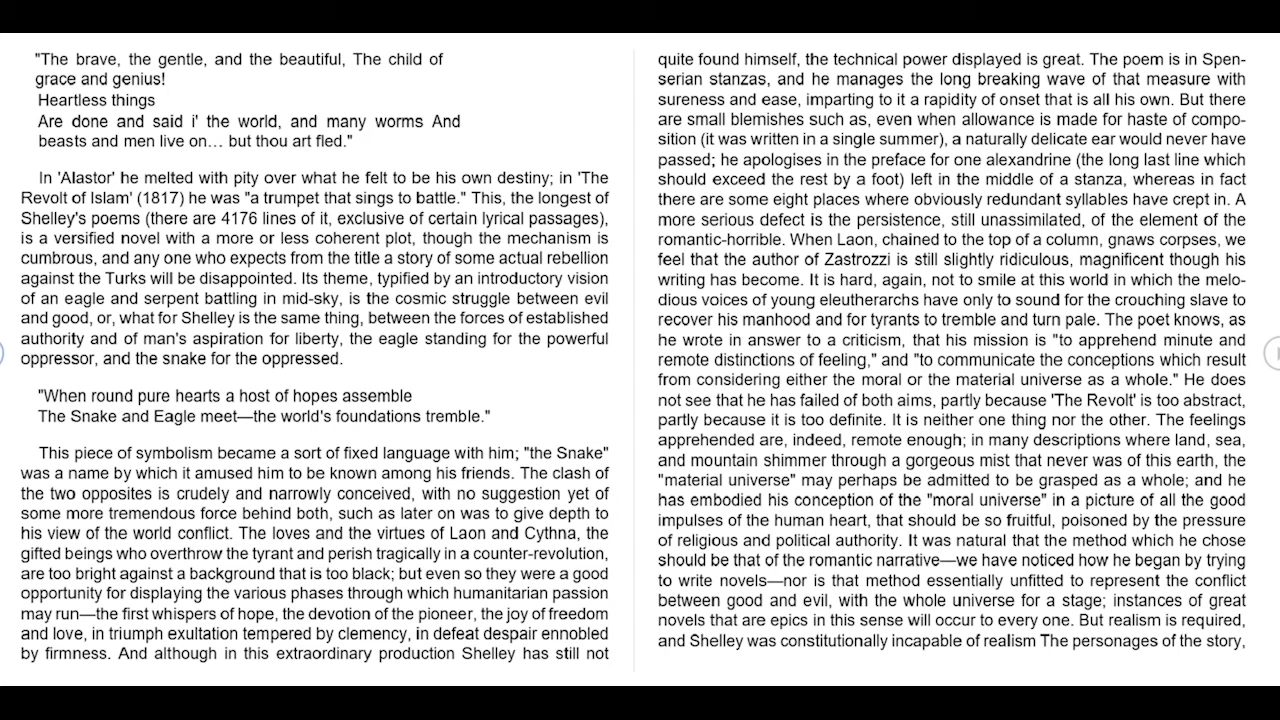 "The brave, the gentle, and the beautiful, The child of
grace and genius!
Heartless things
Are done and said i' the world, and many worms And
beasts and men live on... but thou art fled."
In 'Alastor' he melted with pity over what he felt to be his own destiny; in 'The
Revolt of Islam' (1817) he was "a trumpet that sings to battle." This, the longest of
Shelley's poems (there are 4176 lines of it, exclusive of certain lyrical passages),
is a versified novel with a more or less coherent plot, though the mechanism is
cumbrous, and any one who expects from the title a story of some actual rebellion
against the Turks will be disappointed. Its theme, typified by an introductory vision
of an eagle and serpent battling in mid-sky, is the cosmic struggle between evil
and good, or, what for Shelley is the same thing, between the forces of established
authority and of man's aspiration for liberty, the eagle standing for the powerful
oppressor, and the snake for the oppressed.
"When round pure hearts a host of hopes assemble
The Snake and Eagle meet—the world's foundations tremble."
This piece of symbolism became a sort of fixed language with him; "the Snake"
was a name by which it amused him to be known among his friends. The clash of
the two opposites is crudely and narrowly conceived, with no suggestion yet of
some more tremendous force behind both, such as later on was to give depth to
his view of the world conflict. The loves and the virtues of Laon and Cythna, the
gifted beings who overthrow the tyrant and perish tragically in a counter-revolution,
are too bright against a background that is too black; but even so they were a good
opportunity for displaying the various phases through which humanitarian passion
may run—the first whispers of hope, the devotion of the pioneer, the joy of freedom
and love, in triumph exultation tempered by clemency, in defeat despair ennobled
by firmness. And although in this extraordinary production Shelley has still not
quite found himself, the technical power displayed is great. The poem is in Spen-
serian stanzas, and he manages the long breaking wave of that measure with
sureness and ease, imparting to it a rapidity of onset that is all his own. But there
are small blemishes such as, even when allowance is made for haste of compo-
sition (it was written in a single summer), a naturally delicate ear would never have
passed; he apologises in the preface for one alexandrine (the long last line which
should exceed the rest by a foot) left in the middle of a stanza, whereas in fact
there are some eight places where obviously redundant syllables have crept in. A
more serious defect is the persistence, still unassimilated, of the element of the
romantic-horrible. When Laon, chained to the top of a column, gnaws corpses, we
feel that the author of Zastrozzi is still slightly ridiculous, magnificent though his
writing has become. It is hard, again, not to smile at this world in which the melo-
dious voices of young eleutherarchs have only to sound for the crouching slave to
recover his manhood and for tyrants to tremble and turn pale. The poet knows, as
he wrote in answer to a criticism, that his mission is "to apprehend minute and
remote distinctions of feeling," and "to communicate the conceptions which result
from considering either the moral or the material universe as a whole." He does
not see that he has failed of both aims, partly because 'The Revolt' is too abstract,
partly because it is too definite. It is neither one thing nor the other. The feelings
apprehended are, indeed, remote enough; in many descriptions where land, sea,
and mountain shimmer through a gorgeous mist that never was of this earth, the
"material universe" may perhaps be admitted to be grasped as a whole; and he
has embodied his conception of the "moral universe" in a picture of all the good
impulses of the human heart, that should be so fruitful, poisoned by the pressure
of religious and political authority. It was natural that the method which he chose
should be that of the romantic narrative—we have noticed how he began by trying
to write novels—nor is that method essentially unfitted to represent the conflict
between good and evil, with the whole universe for a stage; instances of great
novels that are epics in this sense will occur to every one. But realism is required,
and Shelley was constitutionally incapable of realism The personages of the story,